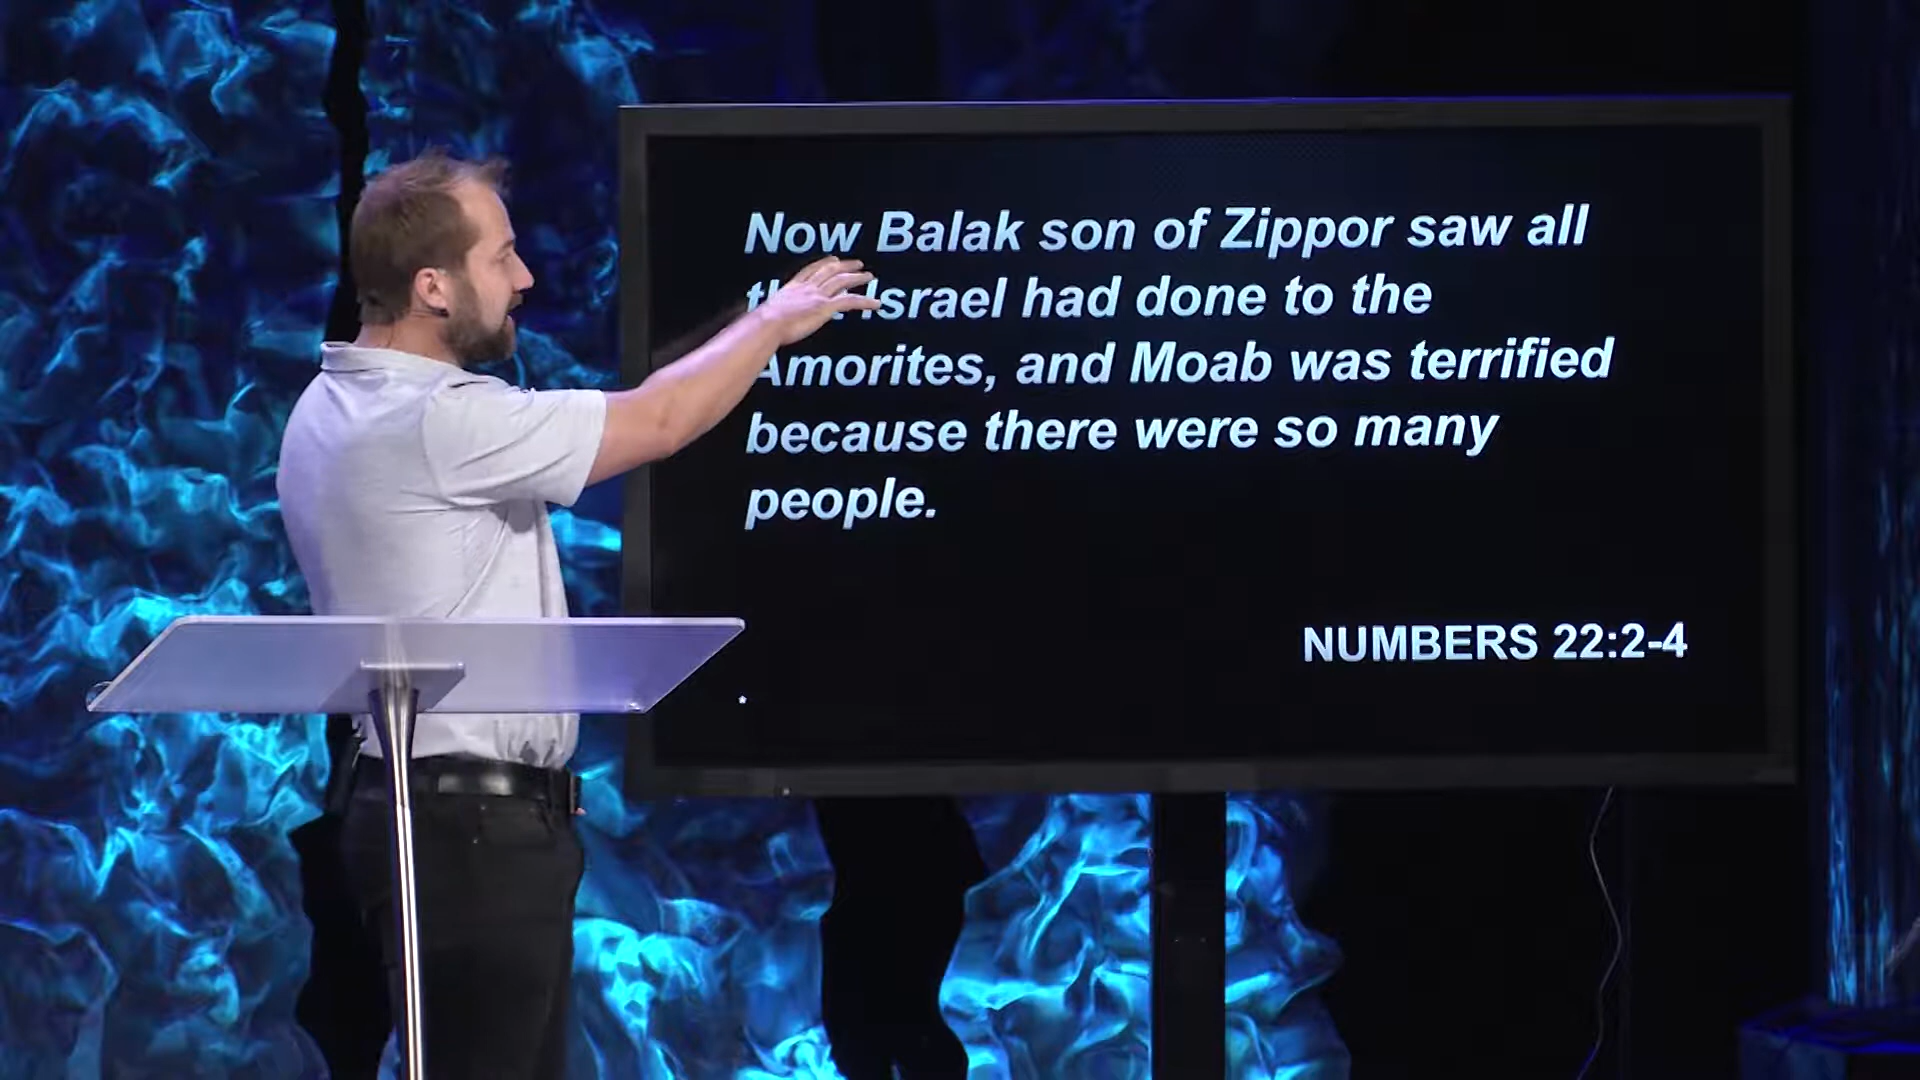 Now Balak son of Zippor saw all
Israel had done to the
Amorites, and Moab was terrified
because there were so many
people.
NUMBERS 22:2-4